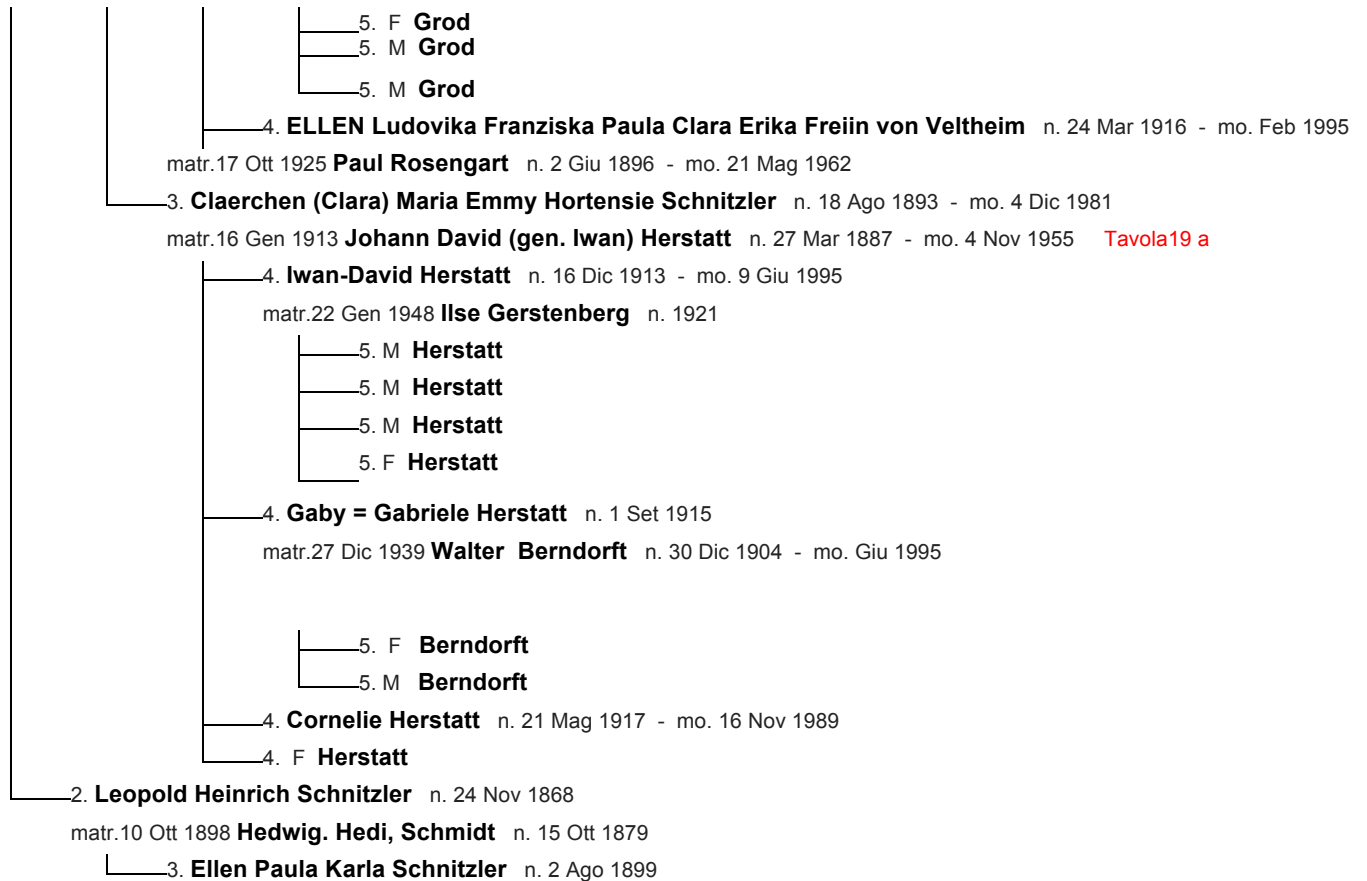 5. F Grod
5. M Grod
5. M Grod
4. ELLEN Ludovika Franziska Paula Clara Erika Freiin von Veltheim n. 24 Mar 1916 - mo. Feb 1995
matr.17 Ott 1925 Paul Rosengart n. 2 Giu 1896 - mo. 21 Mag 1962
3. Claerchen (Clara) Maria Emmy Hortensie Schnitzler n. 18 Ago 1893 - mo. 4 Dic 1981
matr.16 Gen 1913 Johann David (gen. Iwan) Herstatt n. 27 Mar 1887 - mo. 4 Nov 1955 Tavola19 a
4. Iwan-David Herstatt n. 16 Dic 1913 - mo. 9 Giu 1995
matr.22 Gen 1948 Ilse Gerstenberg n. 1921
5. M Herstatt
5. M Herstatt
5. M Herstatt
5. F Herstatt
4. Gaby = Gabriele Herstatt n. 1 Set 1915
matr.27 Dic 1939 Walter Berndorft n. 30 Dic 1904 - mo. Giu 1995
5. F Berndorft
5. M Berndorft
4. Cornelie Herstatt n. 21 Mag 1917 - mo. 16 Nov 1989
4. F Herstatt
2. Leopold Heinrich Schnitzler n. 24 Nov 1868
matr.10 Ott 1898 Hedwig. Hedi, Schmidt n. 15 Ott 1879
3. Ellen Paula Karla Schnitzler n. 2 Ago 1899